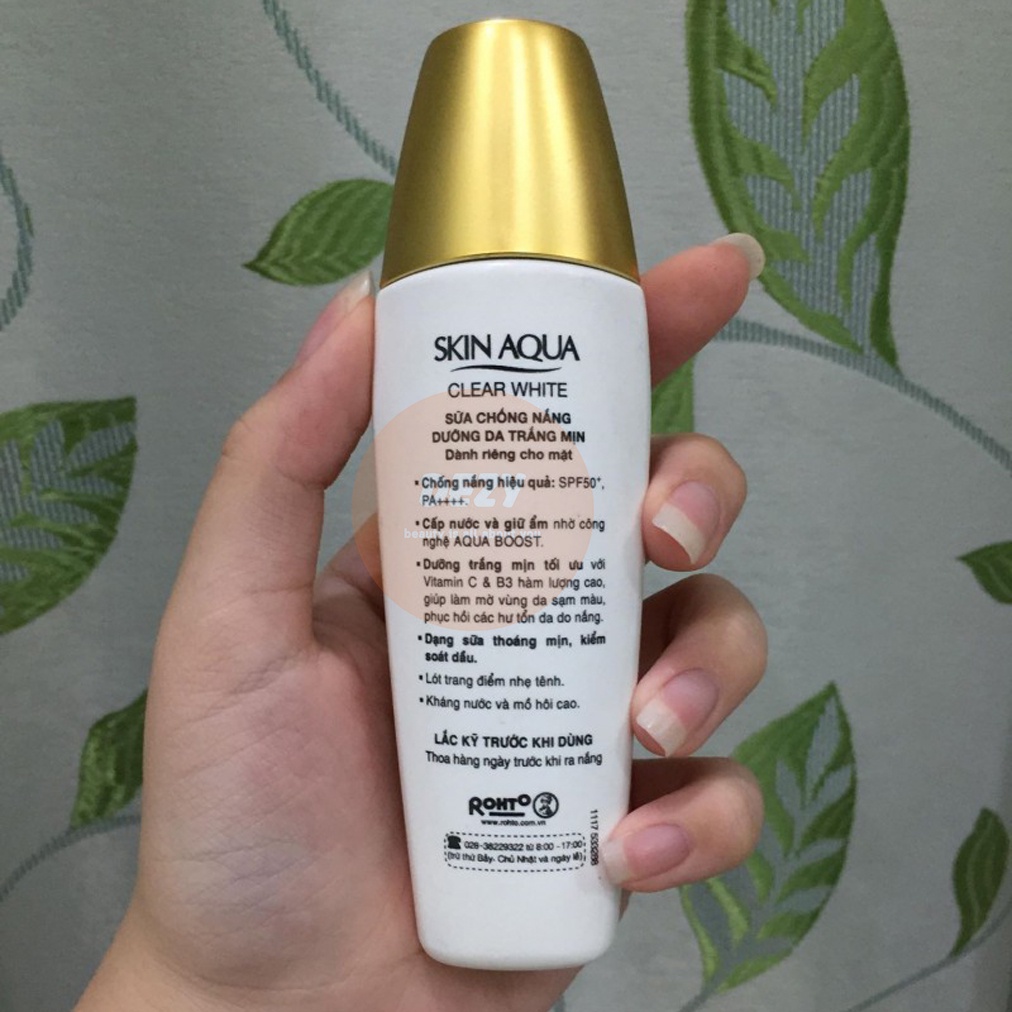 SKIN AQUA
CLEAR WHITE
SỮA CHỐNG NẮNG
DƯỠNG DA TRẮNG MỊN
Dành riêng cho mặt
▪ Chống nắng hiệu quả: SPF50+,
PA++++.
▪ Cấp nước và giữ ẩm nhờ công
nghệ AQUA BOOST.
▪ Dưỡng trắng mịn tối ưu với
Vitamin C & B3 hàm lượng cao,
giúp làm mờ vùng da sạm màu,
phục hồi các hư tổn da do nắng.
▪ Dạng sữa thoáng mịn, kiểm
soát dầu.
▪ Lót trang điểm nhẹ tênh.
▪ Kháng nước và mồ hôi cao.
LẮC KỸ TRƯỚC KHI DÙNG
Thoa hàng ngày trước khi ra nắng
ROHTO
www.rohto.com.vn
028-38229322 từ 8:00 -17:00
(trừ thứ Bảy- Chủ Nhật và ngày lễ)